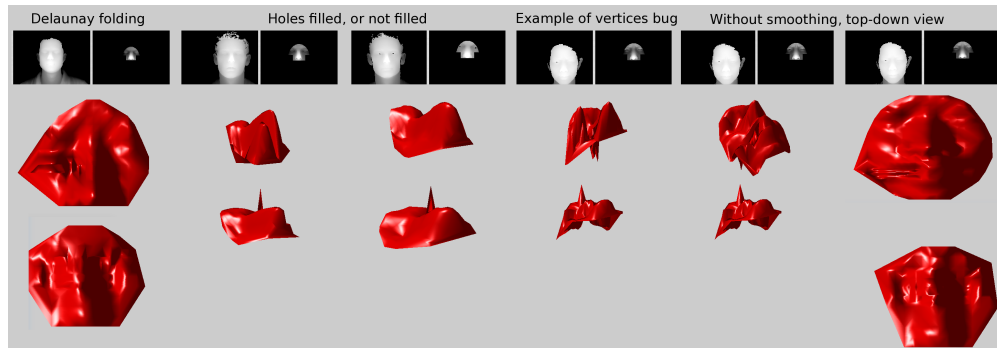 Delaunay folding
Holes filled, or not filled
Example of vertices bug
Without smoothing, top-down view